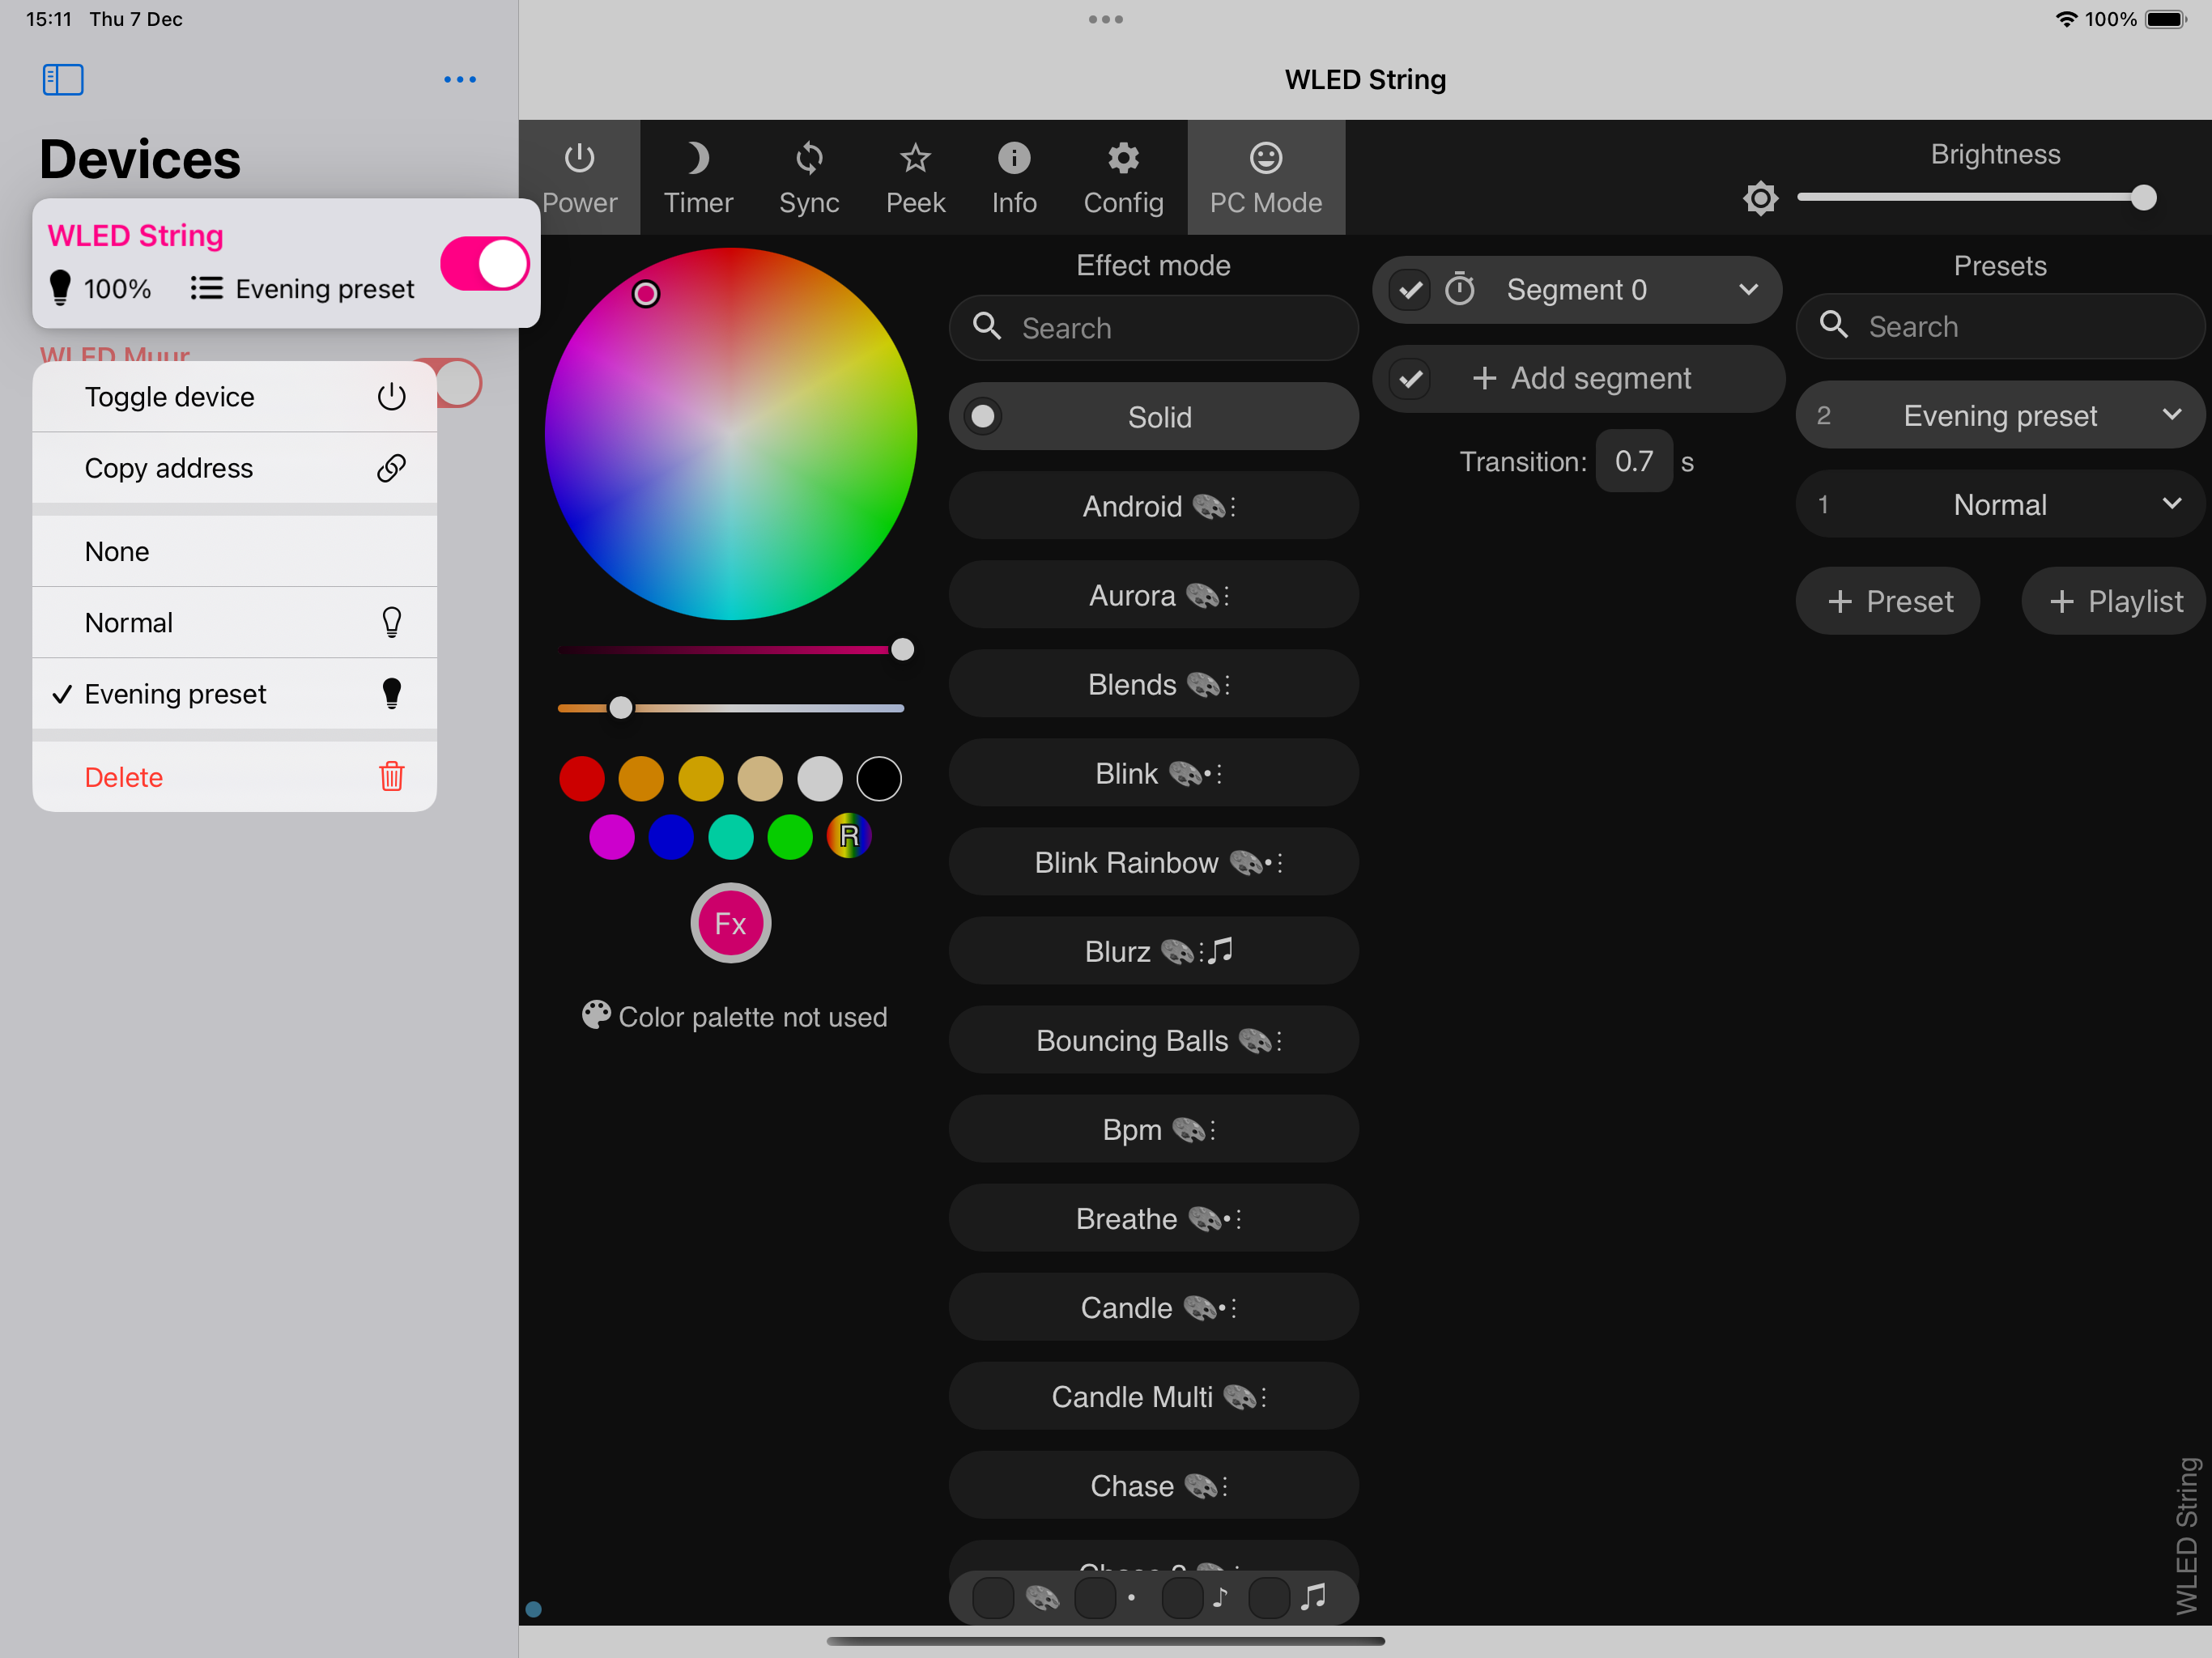 15:11 Thu 7 Dec
100%
Devices
WLED String
100% Evening preset
WLED Muur
Toggle device
Copy address
None
Normal
Evening preset
Delete
WLED String
Power
Timer
Sync
Peek
Info
Config
PC Mode
Brightness
R
Fx
Color palette not used
Effect mode
Search
Solid
Android
Aurora
Blends
Blink
Blink Rainbow
Blurz
Bouncing Balls
Bpm
Breathe
Candle
Candle Multi
Chase
Chase 2
Segment 0
+ Add segment
Transition: 0.7 s
Presets
Search
2 Evening preset
1 Normal
+ Preset
+ Playlist
WLED String